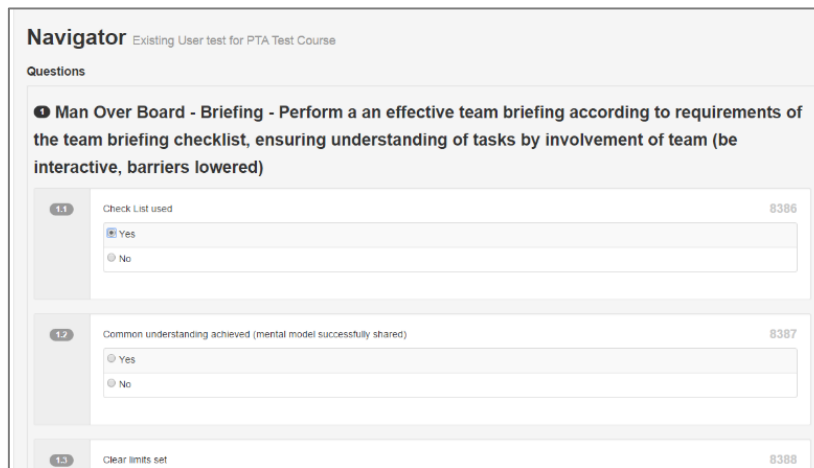 Navigator Existing User test for PTA Test Course
Questions
1 Man Over Board - Briefing - Perform a an effective team briefing according to requirements of
the team briefing checklist, ensuring understanding of tasks by involvement of team (be
interactive, barriers lowered)
1.1 Check List used 8386
Yes
No
1.2 Common understanding achieved (mental model successfully shared) 8387
Yes
No
1.3 Clear limits set 8388